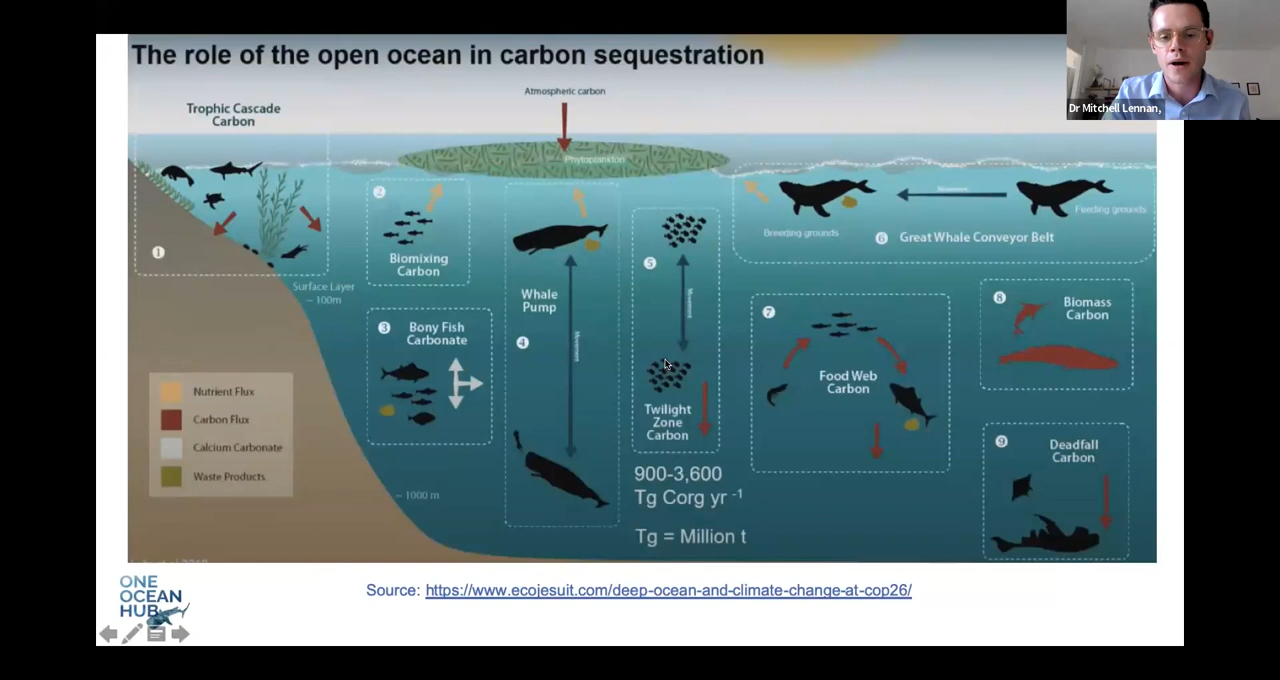 The role of the open ocean in carbon sequestration
Dr Mitchell Lennan,
Atmospheric carbon
Trophic Cascade
Carbon
Phytoplankton
1
Surface Layer
~ 100m
2
Biomixing
Carbon
3
Bony Fish
Carbonate
Whale
Pump
4
Movement
5
Movement
Twilight
Zone
Carbon
900-3,600
Tg Corg yr -1
Tg = Million t
Movement
Feeding grounds
Breeding grounds
6 Great Whale Conveyor Belt
7
Food Web
Carbon
8
Biomass
Carbon
9
Deadfall
Carbon
Nutrient Flux
Carbon Flux
Calcium Carbonate
Waste Products
~ 1000 m
ONE
OCEAN
HUB
Source: https://www.ecojesuit.com/deep-ocean-and-climate-change-at-cop26/